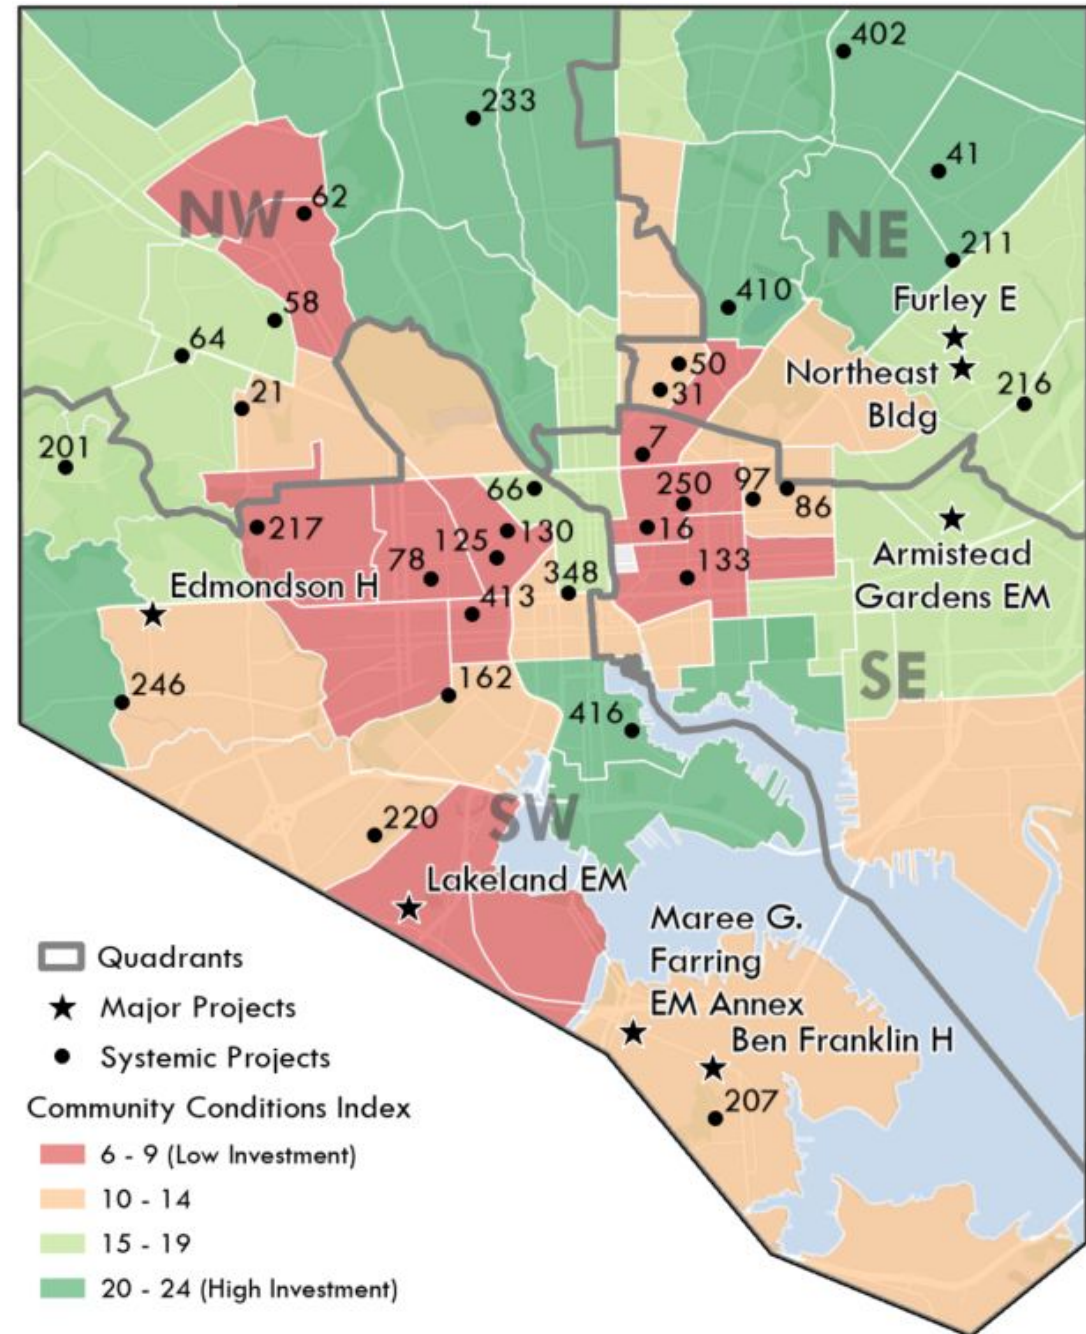 402
233
41
62
NW
NE
211
Furley E
58
410
64
50
Northeast
Bldg
31
216
21
7
201
66
250
97
86
217
130
16
125
Armistead
Gardens EM
78
348
133
Edmondson H
413
SE
246
162
416
220
SW
Lakeland EM
Maree G.
Farring
EM Annex
Ben Franklin H
207
Quadrants
Major Projects
Systemic Projects
Community Conditions Index
6 - 9 (Low Investment)
10 - 14
15 - 19
20 - 24 (High Investment)